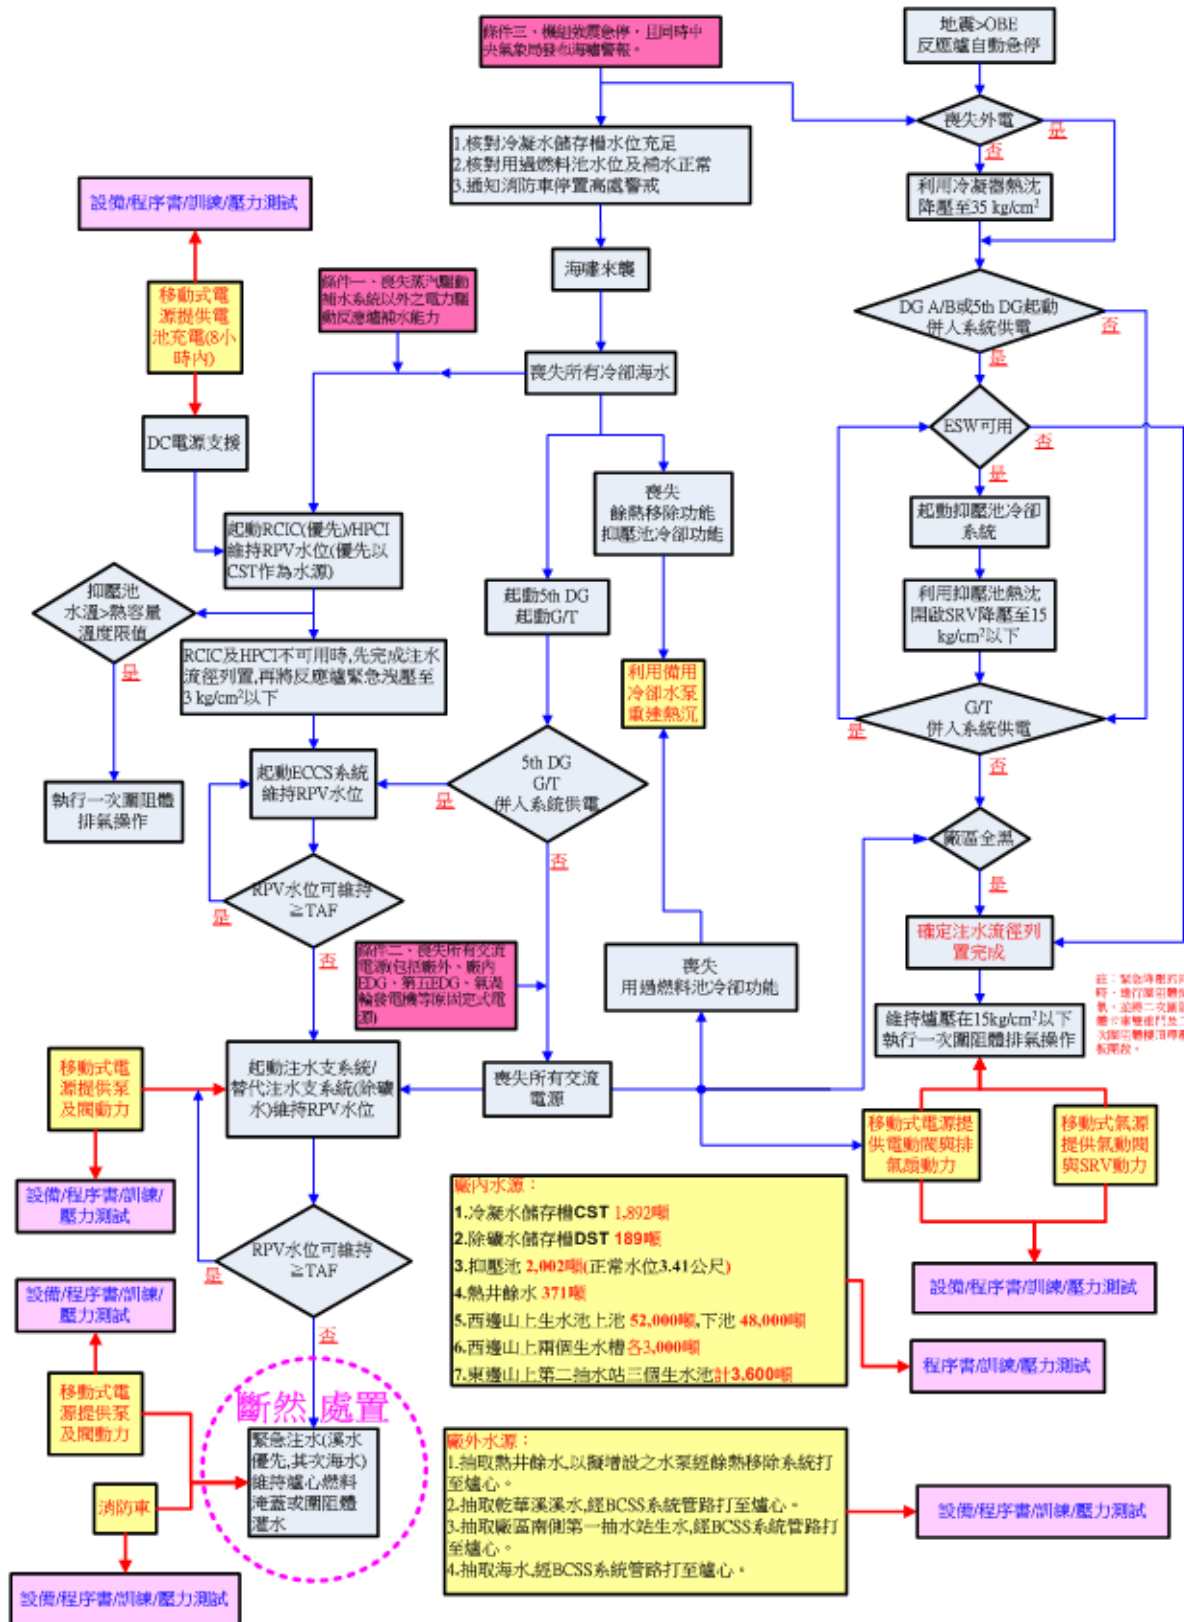 條件三、機組強震急停，且同時中
央氣象局發布海嘯警報。
地震>OBE
反應爐自動急停
喪失外電
是
否
1.核對冷凝水儲存槽水位充足
2.核對用過燃料池水位及補水正常
3.通知消防車停置高處警戒
利用冷凝器熱沈
降壓至35 kg/cm²
設備/程序書/訓練/壓力測試
海嘯來襲
移動式電
源提供電
池充電(8小
時內)
條件一、喪失蒸汽驅動
補水系統以外之電力驅
動反應爐補水能力
DG A/B或5th DG起動
併入系統供電
否
是
喪失所有冷卻海水
DC電源支援
ESW可用
否
是
喪失
餘熱移除功能
抑壓池冷卻功能
起動抑壓池冷卻
系統
起動RCIC(優先)/HPCI
維持RPV水位(優先以
CST作為水源)
抑壓池
水溫>熱容量
溫度限值
是
起動5th DG
起動G/T
利用抑壓池熱沈
開啟SRV降壓至15
kg/cm²以下
RCIC及HPCI不可用時,先完成注水
流徑列置,再將反應爐緊急洩壓至
3 kg/cm²以下
利用備用
冷卻水泵
重建熱沉
G/T
併入系統供電
是
否
起動ECCS系統
維持RPV水位
5th DG
G/T
併入系統供電
是
否
執行一次圍阻體
排氣操作
廠區全黑
是
RPV水位可維持
≧TAF
是
否
確定注水流徑列
置完成
條件二、喪失所有交流
電源(包括廠外、廠內
EDG、第五EDG、氣渦
輪發電機等原固定式電
源)
喪失
用過燃料池冷卻功能
維持爐壓在15kg/cm²以下
執行一次圍阻體排氣操作
註：緊急降壓的同
時，進行圍阻體排
氣，並將二次圍阻
體卡車雙道門及二
板開啟。
移動式電
源提供泵
及閥動力
起動注水支系統/
替代注水支系統(除礦
水)維持RPV水位
喪失所有交流
電源
移動式電源提
供電動閥與排
氣扇動力
移動式氣源
提供氣動閥
與SRV動力
設備/程序書/訓練/
壓力測試
RPV水位可維持
≧TAF
是
否
廠內水源：
1.冷凝水儲存槽CST 1,892噸
2.除礦水儲存槽DST 189噸
3.抑壓池 2,002噸(正常水位3.41公尺)
4.熱井餘水 371噸
5.西邊山上生水池上池 52,000噸,下池 48,000噸
6.西邊山上兩個生水槽各3,000噸
7.東邊山上第二抽水站三個生水池計3,600噸
設備/程序書/訓練/壓力測試
程序書/訓練/壓力測試
設備/程序書/訓練/
壓力測試
移動式電
源提供泵
及閥動力
斷然處置
緊急注水(溪水
優先,其次海水)
維持爐心燃料
淹蓋或圍阻體
灌水
消防車
設備/程序書/訓練/壓力測試
廠外水源：
1.抽取熱井餘水,以擬增設之水泵經餘熱移除系統打
至爐心。
2.抽取乾華溪溪水,經BCSS系統管路打至爐心。
3.抽取廠區南側第一抽水站生水,經BCSS系統管路打
至爐心。
4.抽取海水,經BCSS系統管路打至爐心。
設備/程序書/訓練/壓力測試